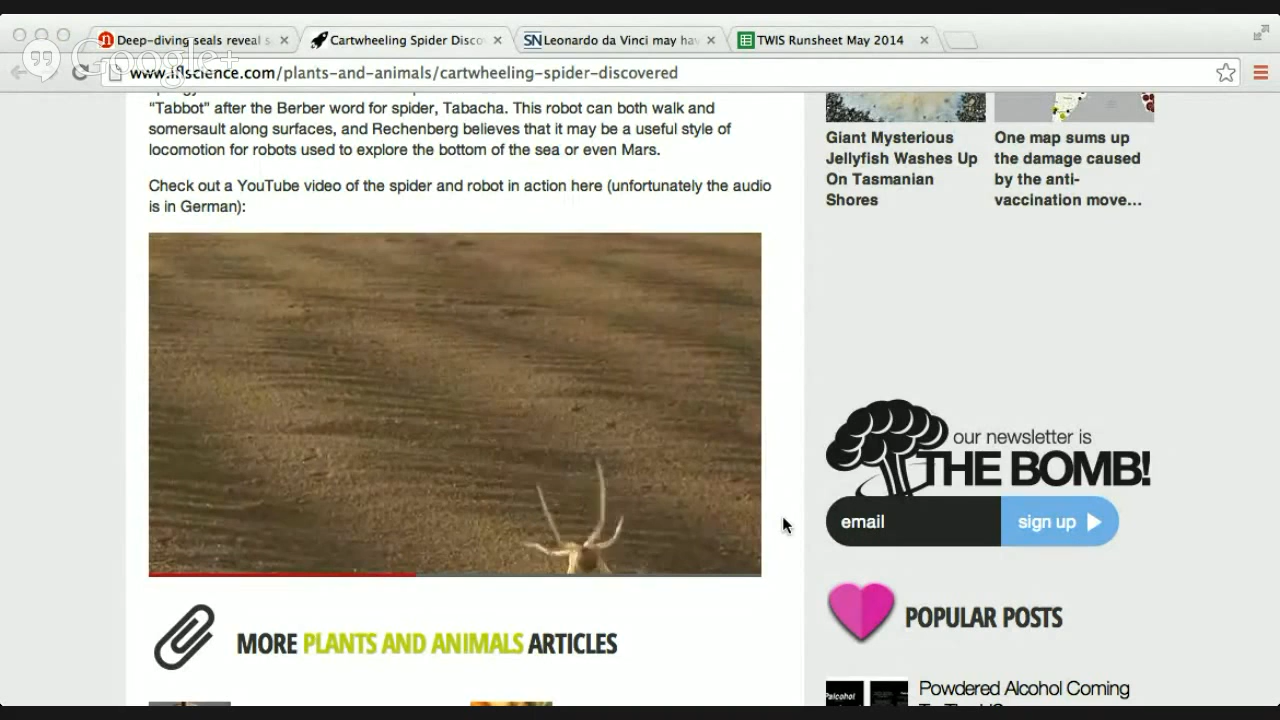 Deep-diving seals reveal s
Cartwheeling Spider Disco
SN Leonardo da Vinci may hav
TWIS Runsheet May 2014
Google+
www.iflscience.com/plants-and-animals/cartwheeling-spider-discovered
“Tabbot” after the Berber word for spider, Tabacha. This robot can both walk and
somersault along surfaces, and Rechenberg believes that it may be a useful style of
locomotion for robots used to explore the bottom of the sea or even Mars.
Check out a YouTube video of the spider and robot in action here (unfortunately the audio
is in German):
MORE PLANTS AND ANIMALS ARTICLES
Giant Mysterious
Jellyfish Washes Up
On Tasmanian
Shores
One map sums up
the damage caused
by the anti-
vaccination move...
our newsletter is
THE BOMB!
email
sign up
POPULAR POSTS
Palcohol
Powdered Alcohol Coming